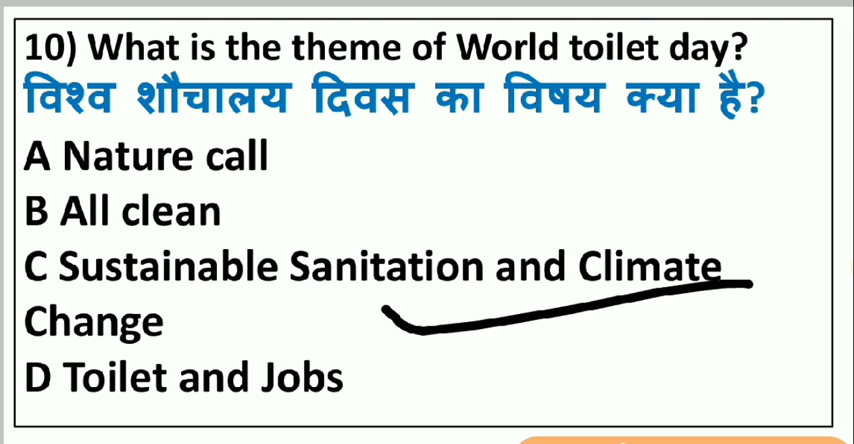 10) What is the theme of World toilet day?
विश्व शौचालय दिवस का विषय क्या है?
A Nature call
B All clean
C Sustainable Sanitation and Climate
Change
D Toilet and Jobs